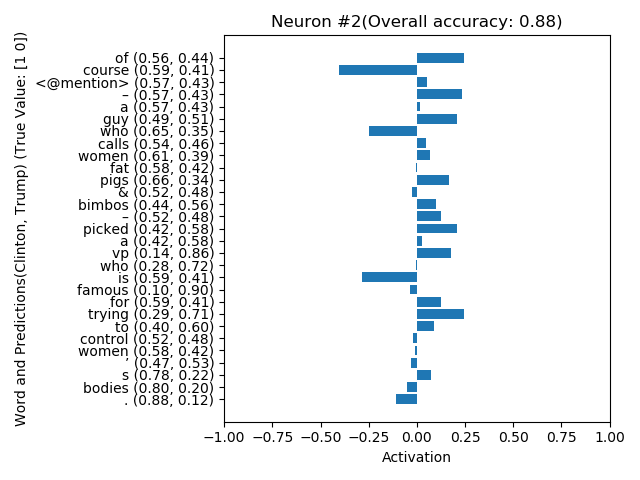 Neuron #2(Overall accuracy: 0.88)
Word and Predictions(Clinton, Trump) (True Value: [1 0])
of (0.56, 0.44)
course (0.59, 0.41)
<@mention> (0.57, 0.43)
– (0.57, 0.43)
a (0.57, 0.43)
guy (0.49, 0.51)
who (0.65, 0.35)
calls (0.54, 0.46)
women (0.61, 0.39)
fat (0.58, 0.42)
pigs (0.66, 0.34)
& (0.52, 0.48)
bimbos (0.44, 0.56)
– (0.52, 0.48)
picked (0.42, 0.58)
a (0.42, 0.58)
vp (0.14, 0.86)
who (0.28, 0.72)
is (0.59, 0.41)
famous (0.10, 0.90)
for (0.59, 0.41)
trying (0.29, 0.71)
to (0.40, 0.60)
control (0.52, 0.48)
women (0.58, 0.42)
’ (0.47, 0.53)
s (0.78, 0.22)
bodies (0.80, 0.20)
. (0.88, 0.12)
−1.00 −0.75 −0.50 −0.25 0.00 0.25 0.50 0.75 1.00
Activation